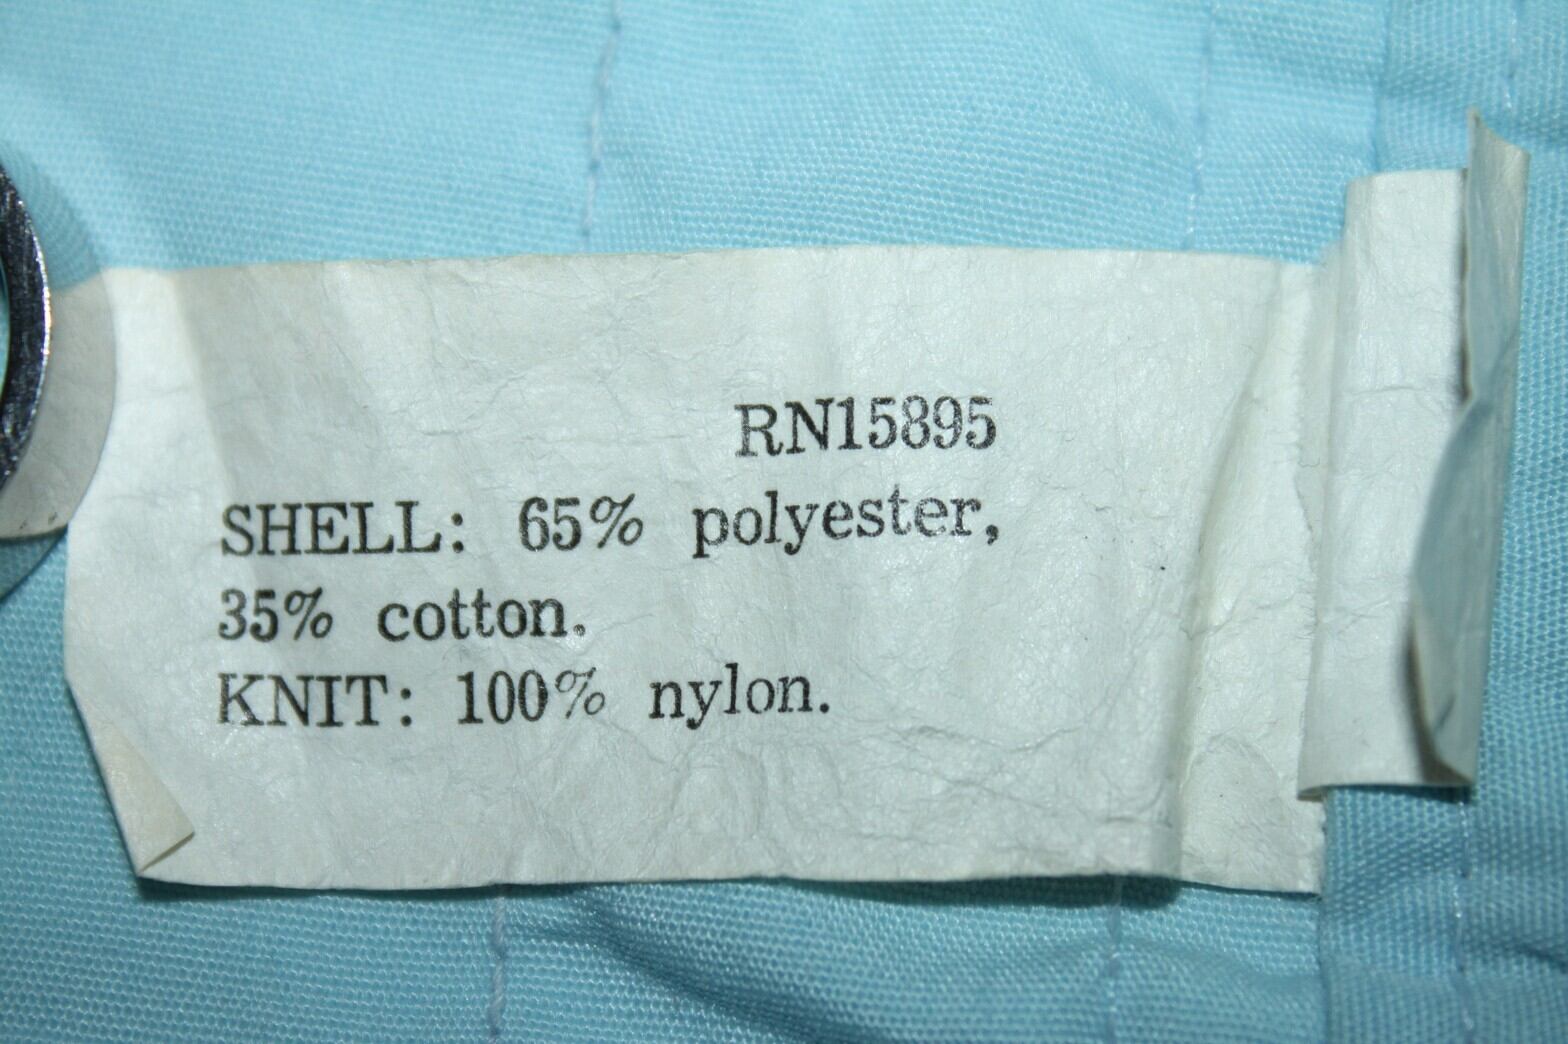 RN15895
SHELL: 65% polyester,
35% cotton.
KNIT: 100% nylon.